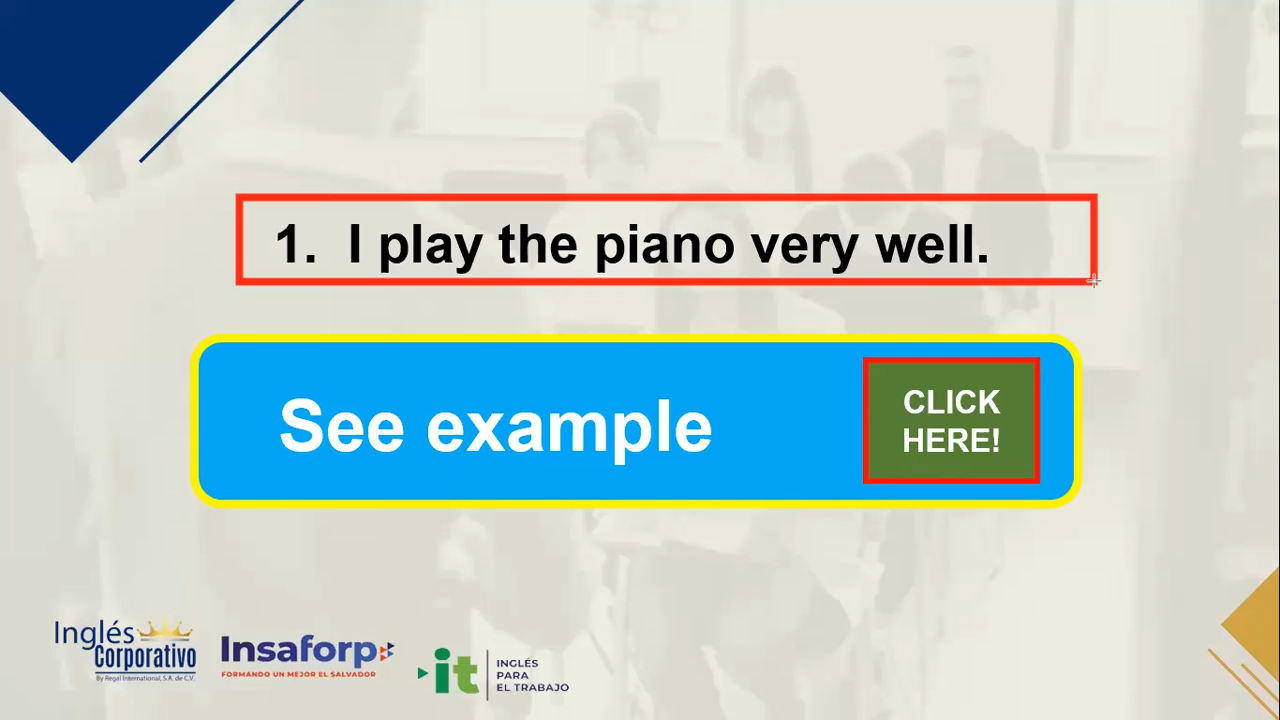 1. I play the piano very well.
See example
CLICK
HERE!
Inglés
Corporativo
By Regal International, S.A. de C.V.
Insaforp
FORMANDO UN MEJOR EL SALVADOR
it
INGLÉS
PARA
EL TRABAJO